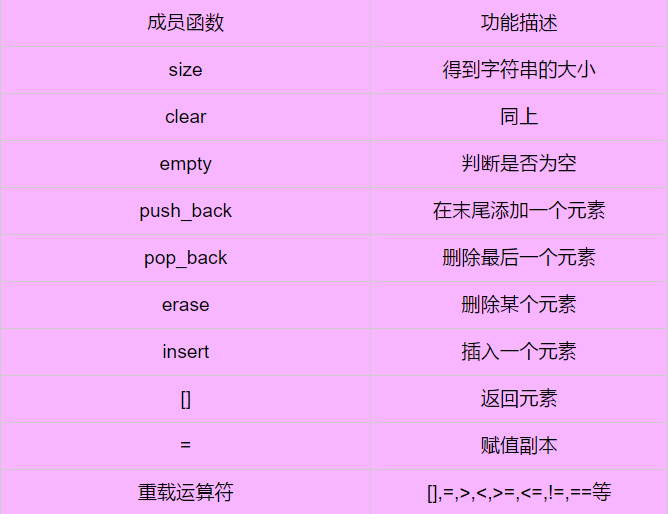 成员函数 功能描述
size 得到字符串的大小
clear 同上
empty 判断是否为空
push_back 在末尾添加一个元素
pop_back 删除最后一个元素
erase 删除某个元素
insert 插入一个元素
[] 返回元素
= 赋值副本
重载运算符 [],=,>,<,>=,<=,!=,==等